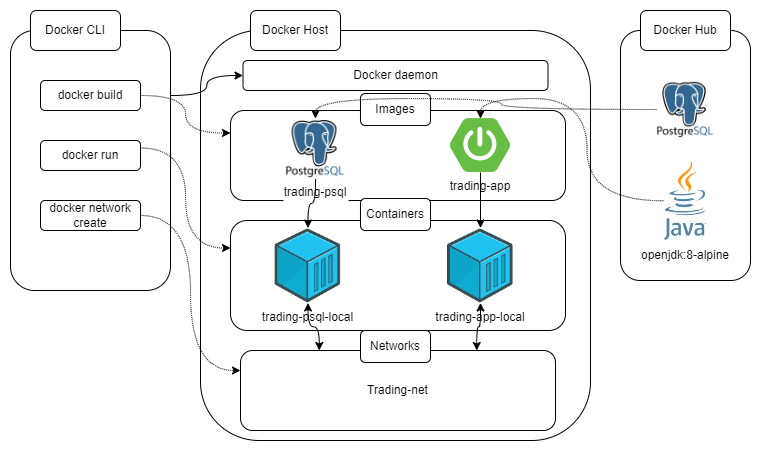 Docker CLI
docker build
docker run
docker network
create
Docker Host
Docker daemon
Images
PostgreSQL
trading-psql
trading-app
Containers
trading-psql-local
trading-app-local
Networks
Trading-net
Docker Hub
PostgreSQL
Java
openjdk:8-alpine